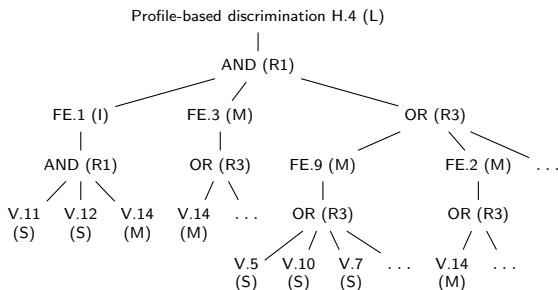 Profile-based discrimination H.4 (L)
AND (R1)
FE.1 (I) FE.3 (M) OR (R3)
AND (R1) OR (R3) FE.9 (M) FE.2 (M) ...
V.11 V.12 V.14 V.14 ... OR (R3) OR (R3)
(S) (S) (M) (M)
V.5 V.10 V.7 ... V.14 ...
(S) (S) (S) (M)